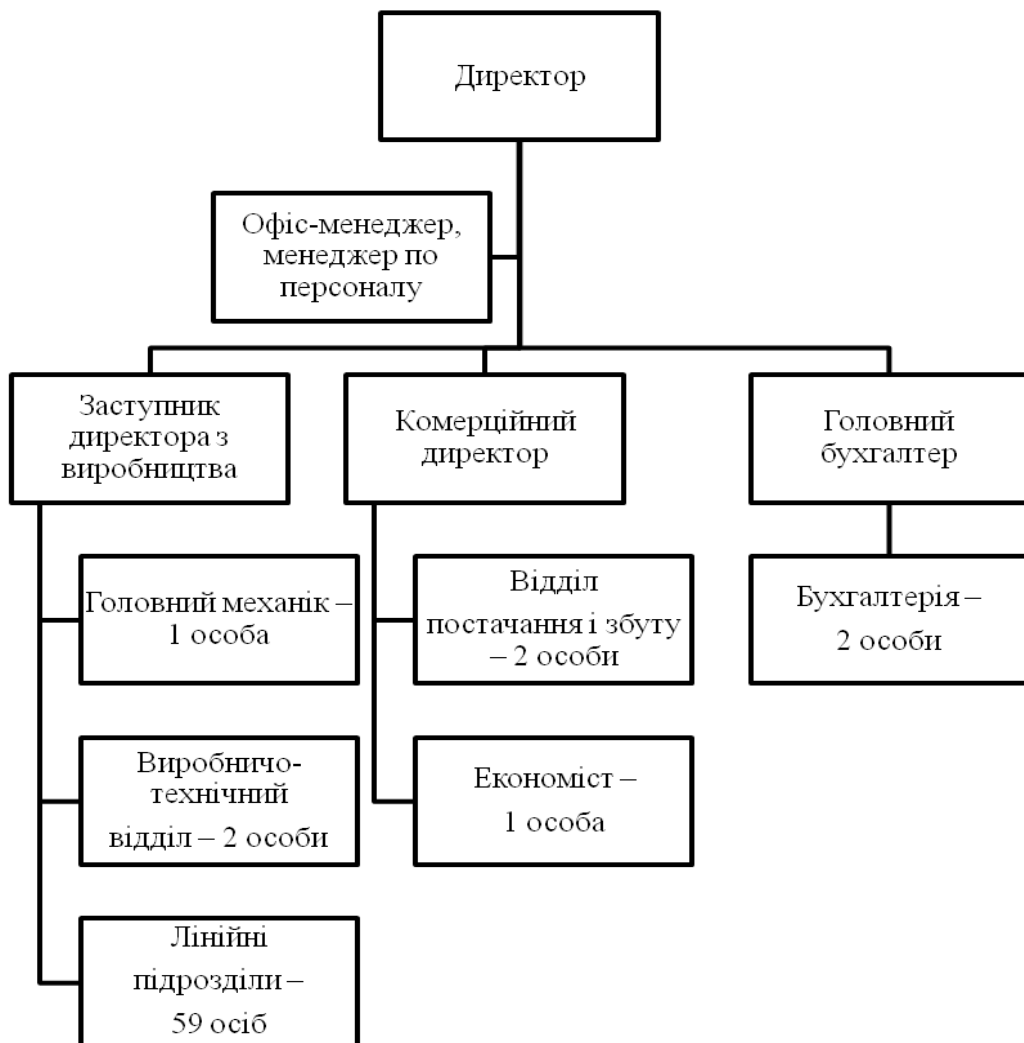 Директор
Офіс-менеджер,
менеджер по
персоналу
Заступник
директора з
виробництва
Комерційний
директор
Головний
бухгалтер
Головний механік –
1 особа
Відділ
постачання і збуту
– 2 особи
Бухгалтерія –
2 особи
Виробничо-
технічний
відділ – 2 особи
Економіст –
1 особа
Лінійні
підрозділи –
59 осіб